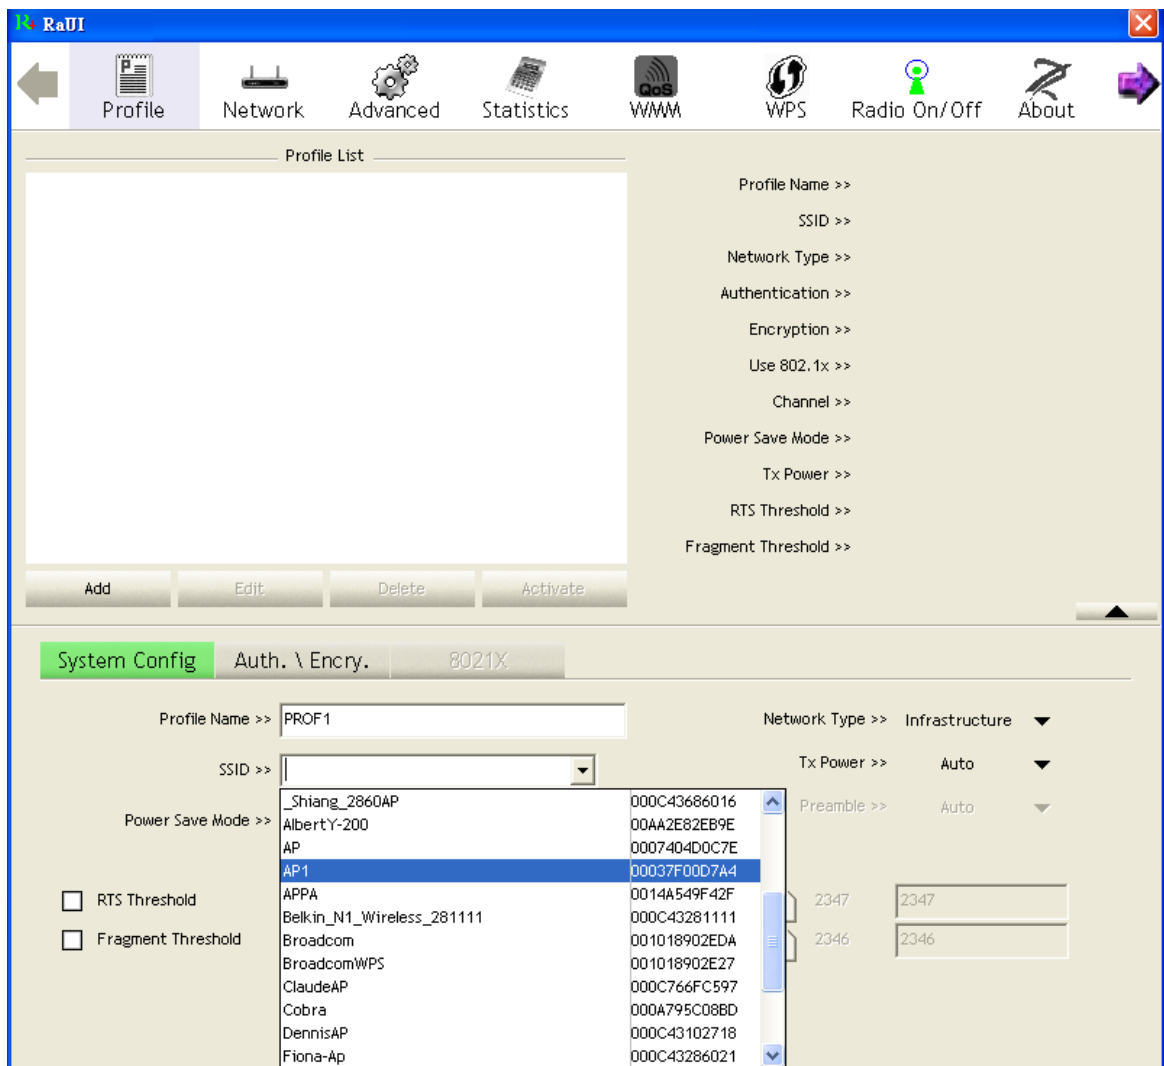 RaUI
Profile Network Advanced Statistics QoS WMM WPS Radio On/Off About
Profile List
Profile Name >>
SSID >>
Network Type >>
Authentication >>
Encryption >>
Use 802.1x >>
Channel >>
Power Save Mode >>
Tx Power >>
RTS Threshold >>
Fragment Threshold >>
Add Edit Delete Activate
System Config Auth. \ Encry. 8021X
Profile Name >> PROF1 Network Type >> Infrastructure
SSID >> Tx Power >> Auto
Power Save Mode >> Preamble >> Auto
_Shiang_2860AP 000C43686016
AlbertY-200 00AA2E82EB9E
AP 0007404D0C7E
AP1 00037F00D7A4
APPA 0014A549F42F
Belkin_N1_Wireless_281111 000C43281111
Broadcom 001018902EDA
BroadcomWPS 001018902E27
ClaudeAP 000C766FC597
Cobra 000A795C08BD
DennisAP 000C43102718
Fiona-Ap 000C43286021
RTS Threshold 2347 2347
Fragment Threshold 2346 2346